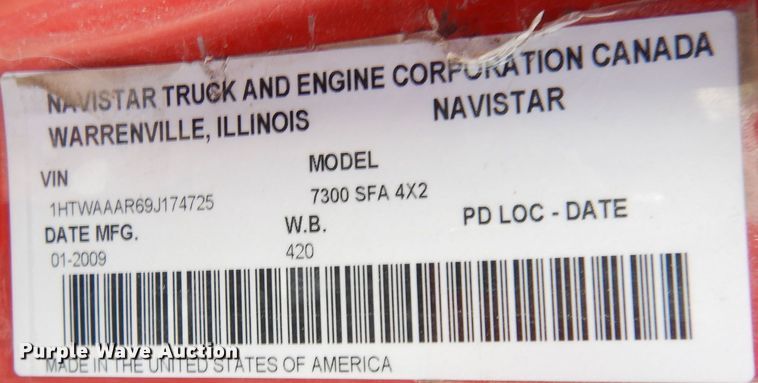 NAVISTAR TRUCK AND ENGINE CORPORATION CANADA
WARRENVILLE, ILLINOIS NAVISTAR
VIN MODEL
1HTWAAAR69J174725 7300 SFA 4X2
DATE MFG. W.B. PD LOC - DATE
01-2009 420
Purple Wave Auction
MADE IN THE UNITED STATES OF AMERICA